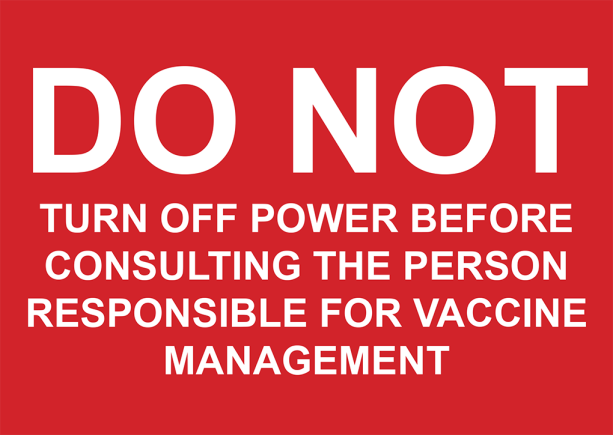 DO NOT
TURN OFF POWER BEFORE
CONSULTING THE PERSON
RESPONSIBLE FOR VACCINE
MANAGEMENT